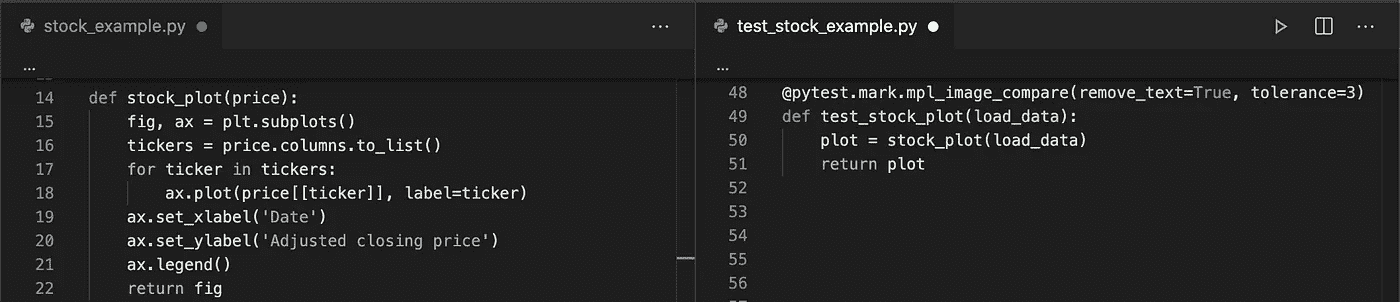 stock_example.py
...
14 def stock_plot(price):
15     fig, ax = plt.subplots()
16     tickers = price.columns.to_list()
17     for ticker in tickers:
18         ax.plot(price[[ticker]], label=ticker)
19     ax.set_xlabel('Date')
20     ax.set_ylabel('Adjusted closing price')
21     ax.legend()
22     return fig
test_stock_example.py
...
48 @pytest.mark.mpl_image_compare(remove_text=True, tolerance=3)
49 def test_stock_plot(load_data):
50     plot = stock_plot(load_data)
51     return plot
52
53
54
55
56